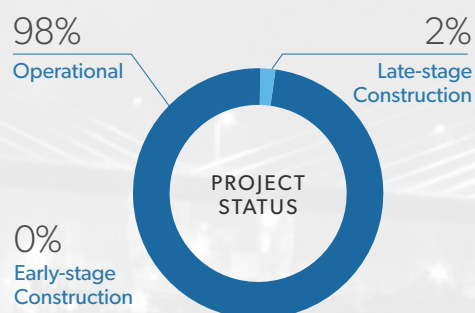 98%
Operational
2%
Late-stage
Construction
PROJECT
STATUS
0%
Early-stage
Construction